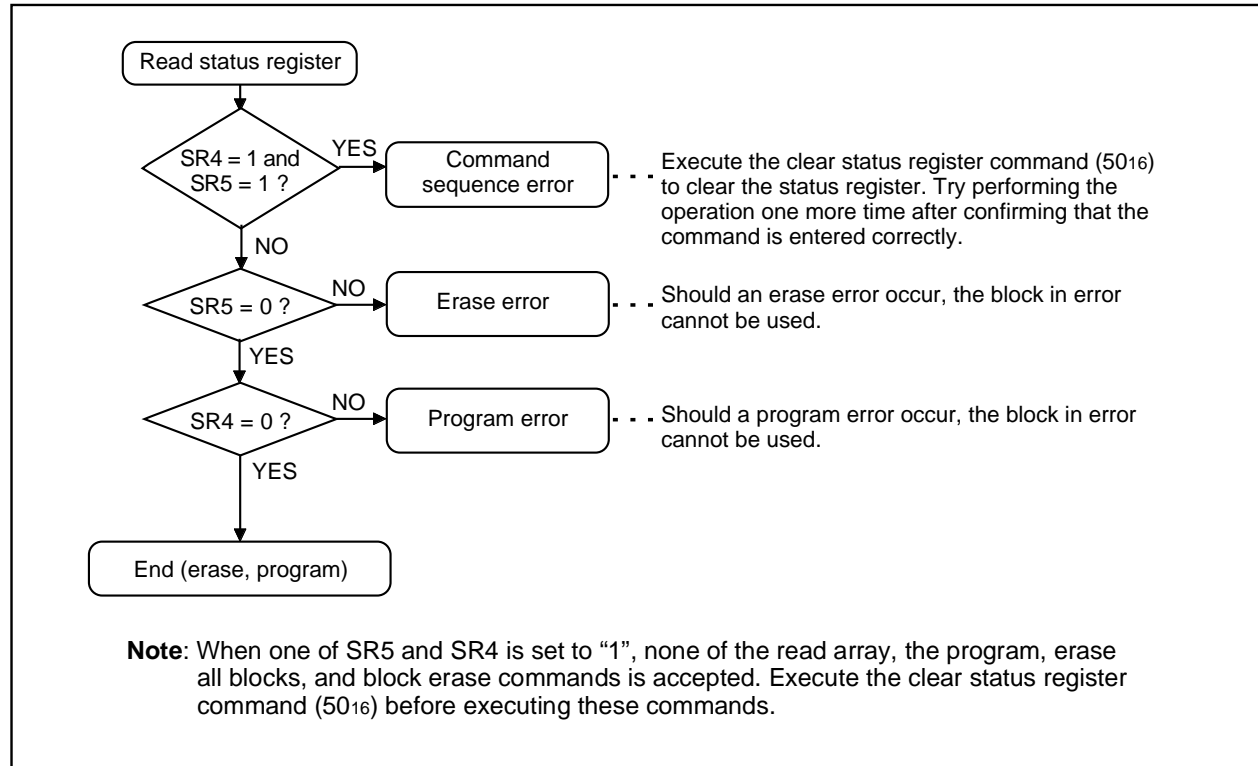 Read status register
SR4 = 1 and
SR5 = 1 ?
YES
Command
sequence error
Execute the clear status register command (5016)
to clear the status register. Try performing the
operation one more time after confirming that the
command is entered correctly.
NO
SR5 = 0 ?
NO
Erase error
Should an erase error occur, the block in error
cannot be used.
YES
SR4 = 0 ?
NO
Program error
Should a program error occur, the block in error
cannot be used.
YES
End (erase, program)
Note: When one of SR5 and SR4 is set to “1”, none of the read array, the program, erase
all blocks, and block erase commands is accepted. Execute the clear status register
command (5016) before executing these commands.